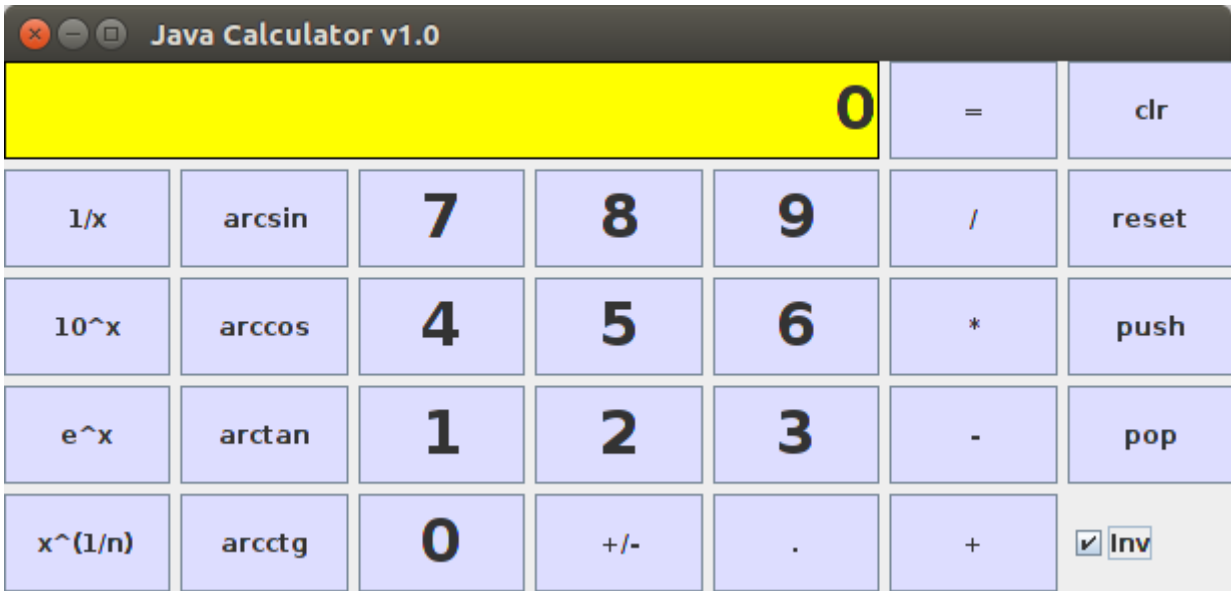 Java Calculator v1.0
0 = clr
1/x arcsin 7 8 9 / reset
10^x arccos 4 5 6 * push
e^x arctan 1 2 3 - pop
x^(1/n) arcctg 0 +/- . + Inv